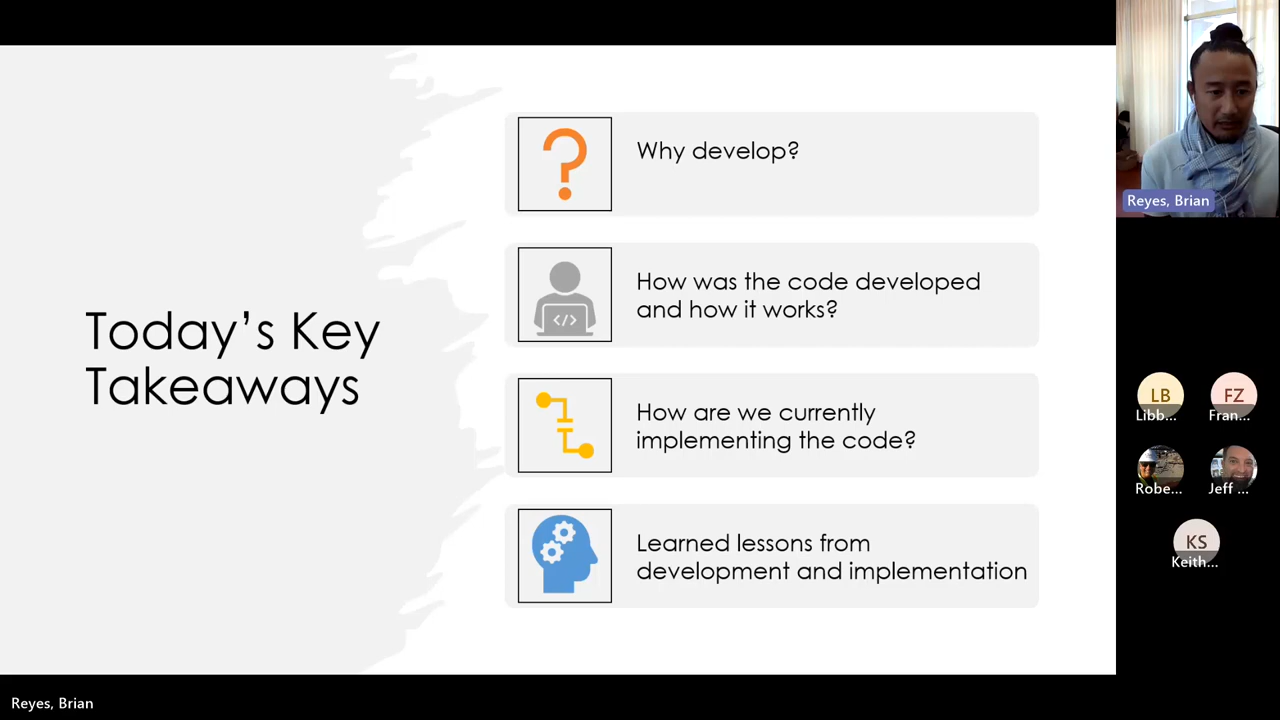 Today's Key
Takeaways
Why develop?
How was the code developed
and how it works?
</>
How are we currently
implementing the code?
Learned lessons from
development and implementation
Reyes, Brian
LB
Libb...
FZ
Fran...
Robe...
Jeff ...
KS
Keith...
Reyes, Brian